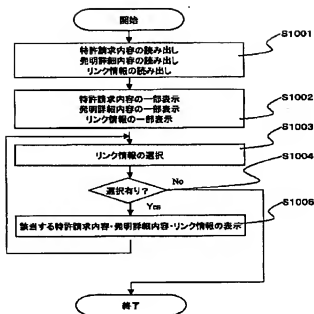 開始
特許請求内容の読み出し
発明詳細内容の読み出し
リンク情報の読み出し
S1001
特許請求内容の一部表示
発明詳細内容の一部表示
リンク情報の一部表示
S1002
リンク情報の選択
S1003
選択有り?
No
S1004
Yes
該当する特許請求内容・発明詳細内容・リンク情報の表示
S1005
終了